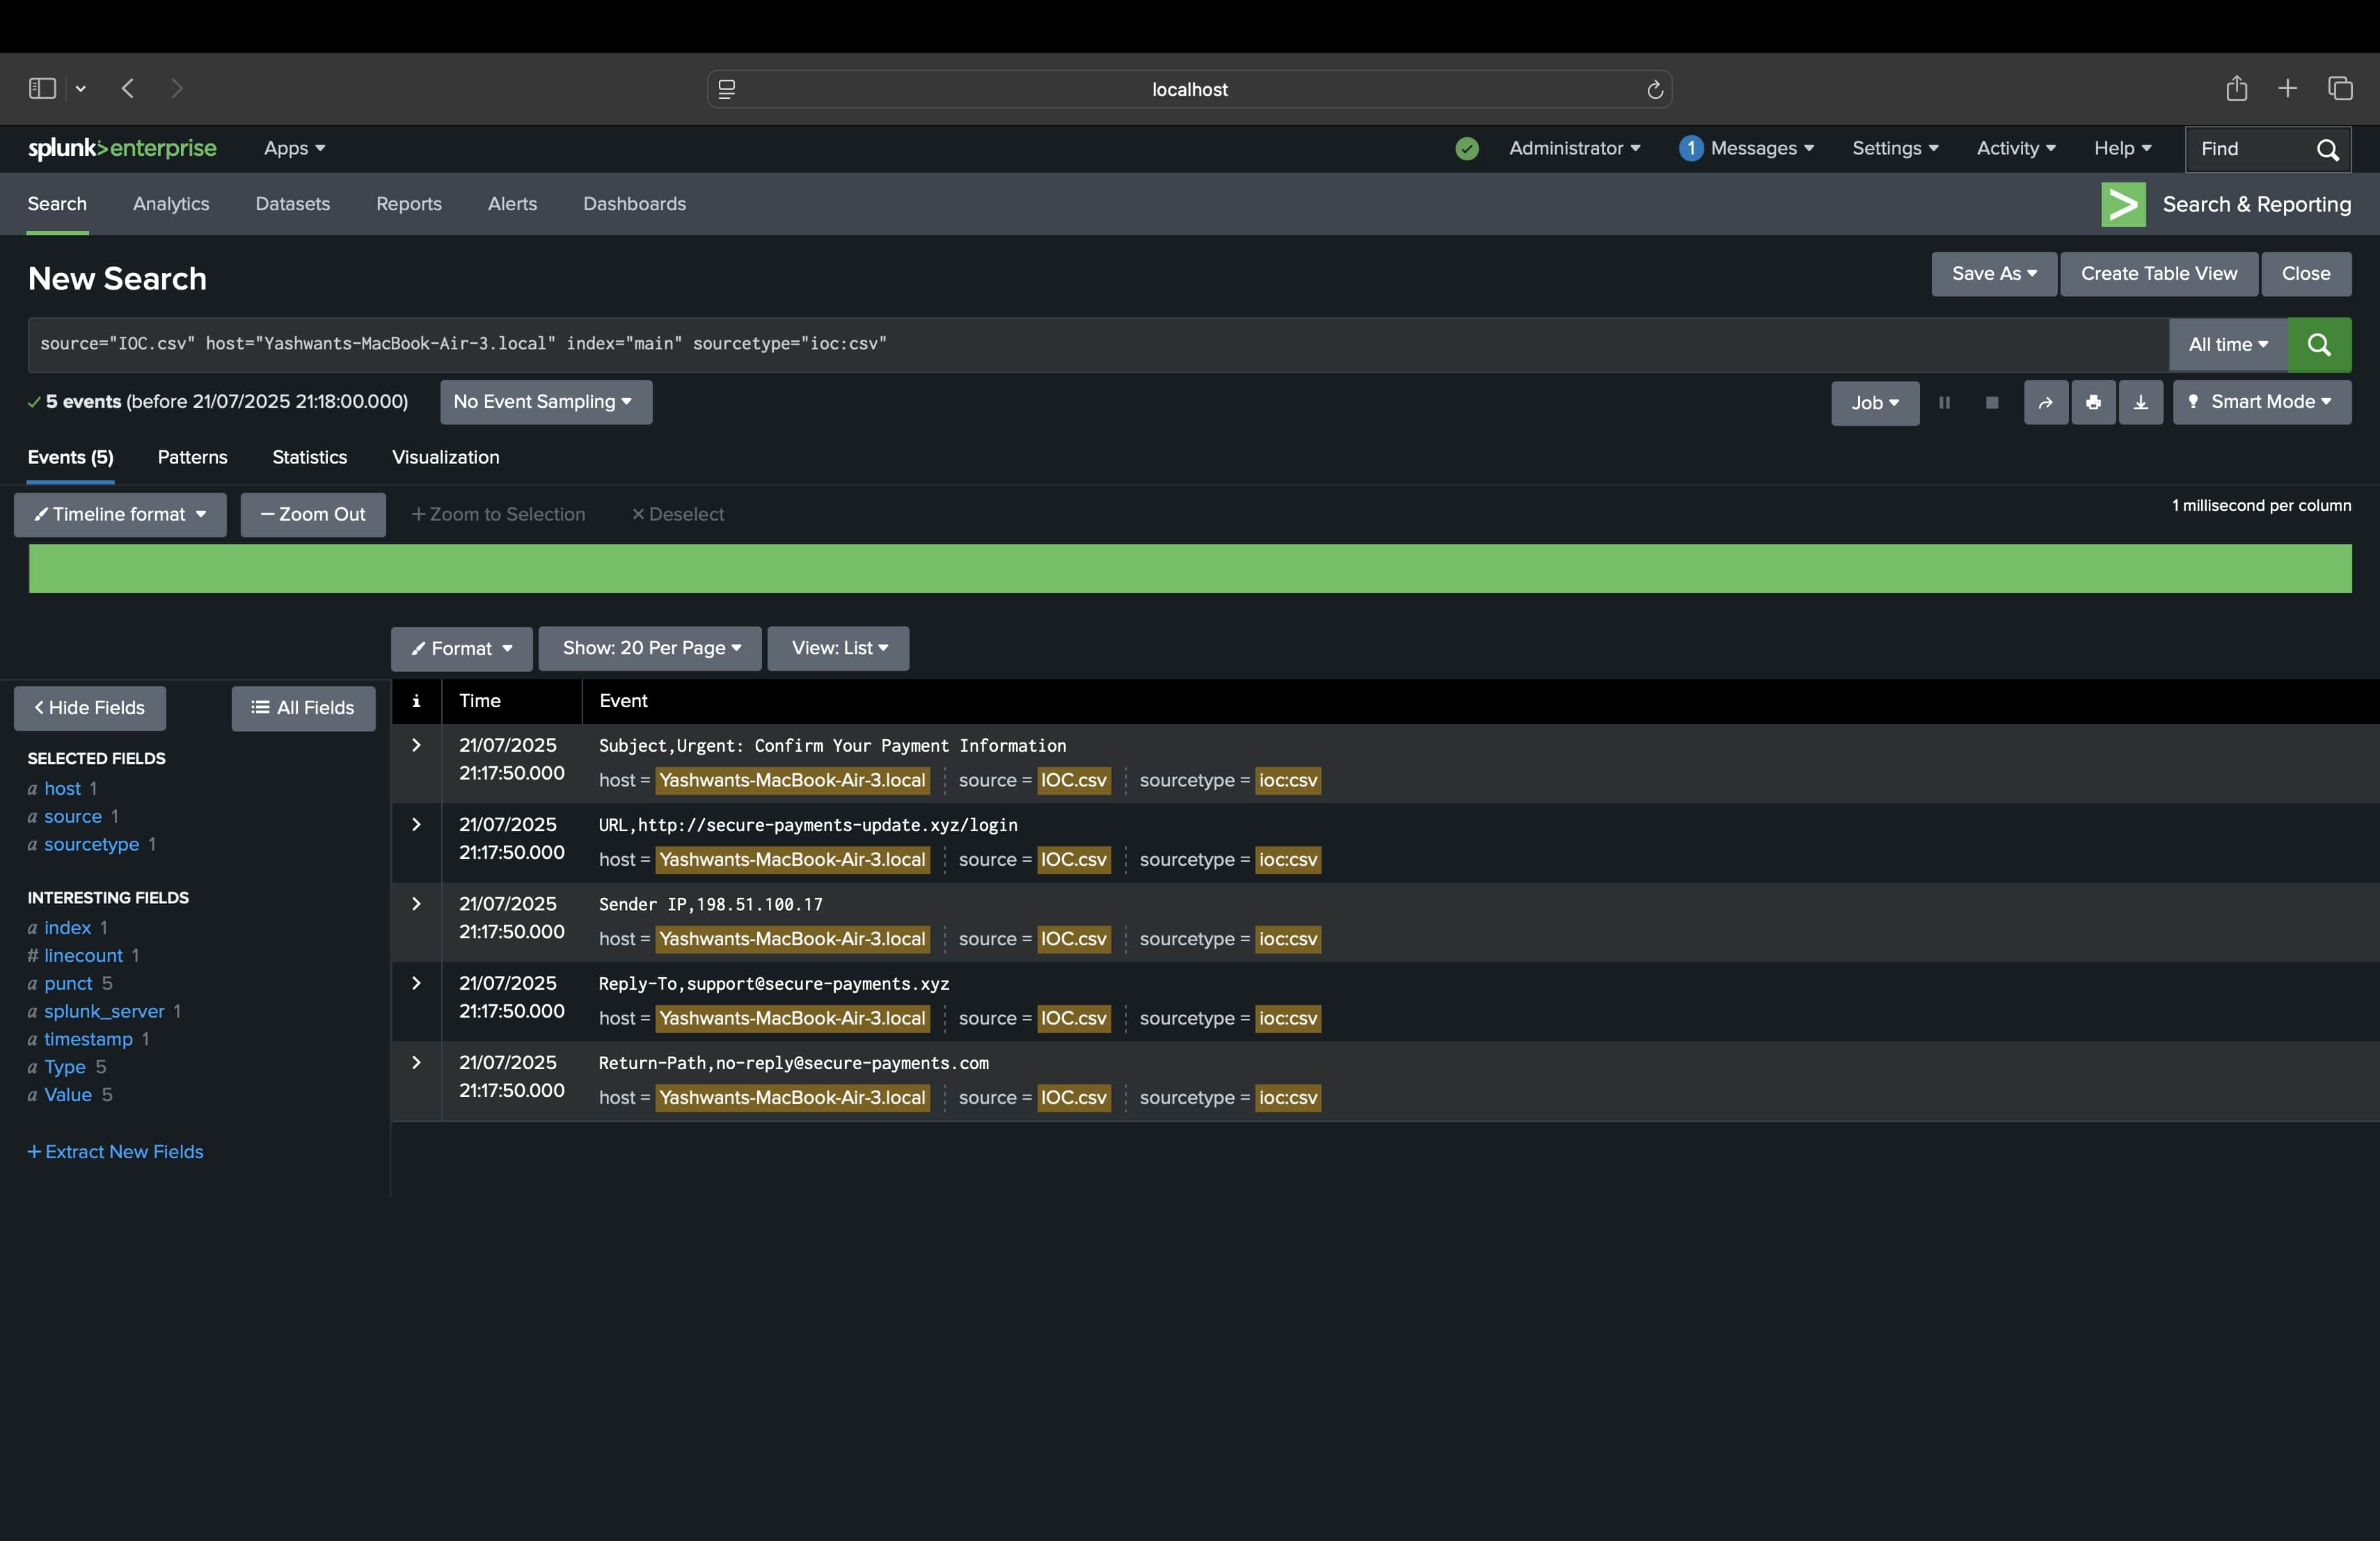 localhost
splunk>enterprise Apps Administrator 1 Messages Settings Activity Help Find
Search Analytics Datasets Reports Alerts Dashboards Search & Reporting
New Search Save As Create Table View Close
source="IOC.csv" host="Yashwants-MacBook-Air-3.local" index="main" sourcetype="ioc:csv" All time
5 events (before 21/07/2025 21:18:00.000) No Event Sampling Job Smart Mode
Events (5) Patterns Statistics Visualization
Timeline format — Zoom Out + Zoom to Selection × Deselect 1 millisecond per column
Format Show: 20 Per Page View: List
< Hide Fields All Fields
SELECTED FIELDS
a host 1
a source 1
a sourcetype 1
INTERESTING FIELDS
a index 1
# linecount 1
a punct 5
a splunk_server 1
a timestamp 1
a Type 5
a Value 5
+ Extract New Fields
i Time Event
> 21/07/2025 Subject,Urgent: Confirm Your Payment Information
21:17:50.000 host = Yashwants-MacBook-Air-3.local source = IOC.csv sourcetype = ioc:csv
> 21/07/2025 URL,http://secure-payments-update.xyz/login
21:17:50.000 host = Yashwants-MacBook-Air-3.local source = IOC.csv sourcetype = ioc:csv
> 21/07/2025 Sender IP,198.51.100.17
21:17:50.000 host = Yashwants-MacBook-Air-3.local source = IOC.csv sourcetype = ioc:csv
> 21/07/2025 Reply-To,support@secure-payments.xyz
21:17:50.000 host = Yashwants-MacBook-Air-3.local source = IOC.csv sourcetype = ioc:csv
> 21/07/2025 Return-Path,no-reply@secure-payments.com
21:17:50.000 host = Yashwants-MacBook-Air-3.local source = IOC.csv sourcetype = ioc:csv